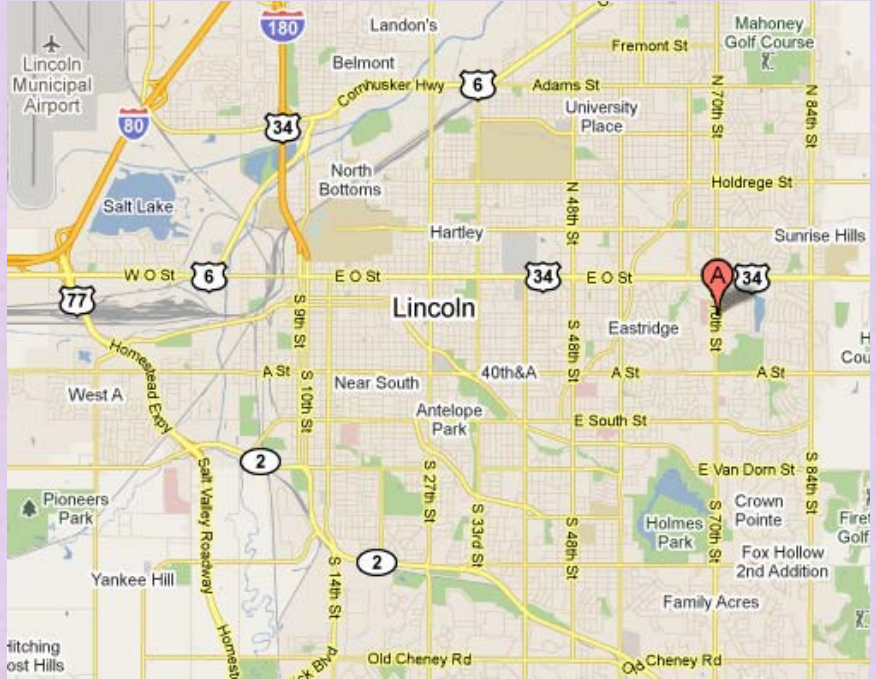 180
Landon's
Mahoney
Golf Course
Fremont St
Lincoln
Municipal
Airport
Belmont
Cornhusker Hwy
6
Adams St
N 70th St
N 84th St
80
34
University
Place
North
Bottoms
Holdrege St
Salt Lake
N 48th St
Hartley
Sunrise Hills
W O St
6
E O St
34
E O St
A
34
77
S 9th St
Lincoln
Eastridge
70th St
S 48th St
Homestead Expy
A St
Near South
40th&A
A St
A St
West A
S 10th St
Antelope
Park
E South St
2
E Van Dorn St
S 84th St
Salt Valley Roadway
S 27th St
Pioneers
Park
S 33rd St
S 48th St
Holmes
Park
S 70th St
Crown
Pointe
2
Fox Hollow
2nd Addition
Yankee Hill
S 14th St
Family Acres
Old Cheney Rd
Old Cheney Rd